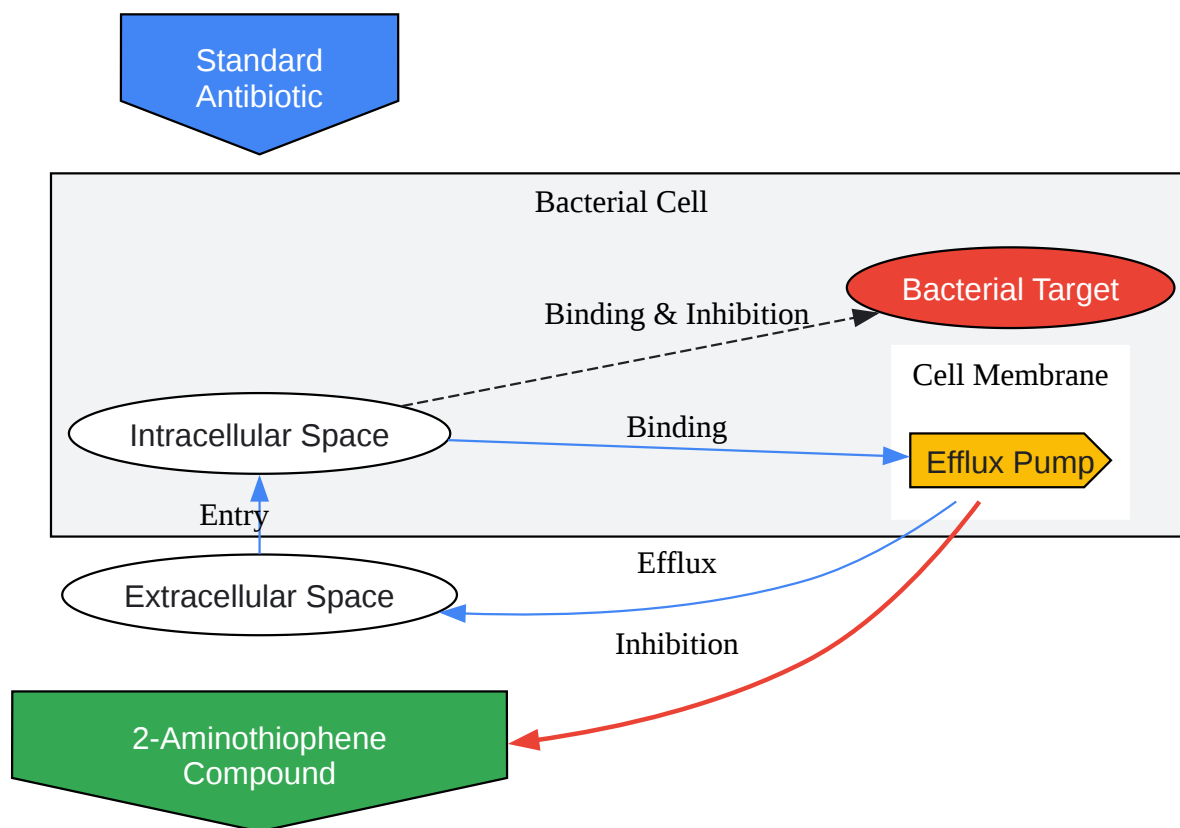 Standard
Antibiotic
Bacterial Cell
Bacterial Target
Binding & Inhibition
Cell Membrane
Intracellular Space
Binding
Efflux Pump
Entry
Efflux
Extracellular Space
Inhibition
2-Aminothiophene
Compound